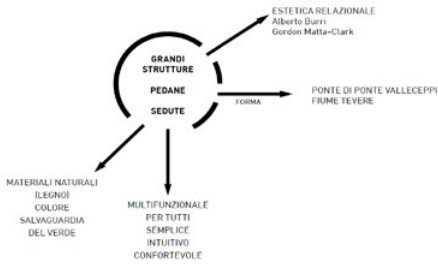 ESTETICA RELAZIONALE
Alberto Burri
Gordon Matta-Clark
GRANDI
STRUTTURE
PEDANE
SEDUTE
FORMA
PONTE DI PONTE VALLECEPPI
FIUME TEVERE
MATERIALI NATURALI
(LEGNO)
COLORE
SALVAGUARDIA
DEL VERDE
MULTIFUNZIONALE
PER TUTTI
SEMPLICE
INTUITIVO
CONFORTEVOLE